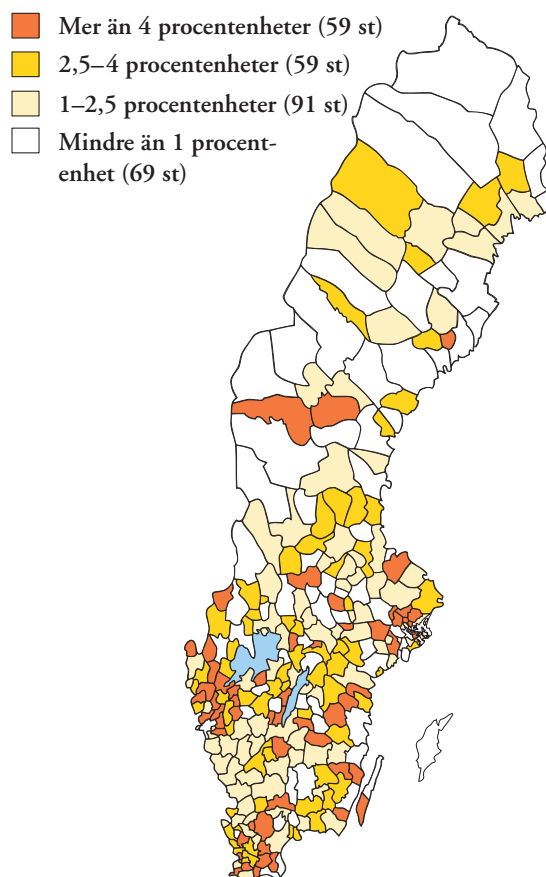 Mer än 4 procentenheter (59 st)
2,5–4 procentenheter (59 st)
1–2,5 procentenheter (91 st)
Mindre än 1 procent-
enhet (69 st)